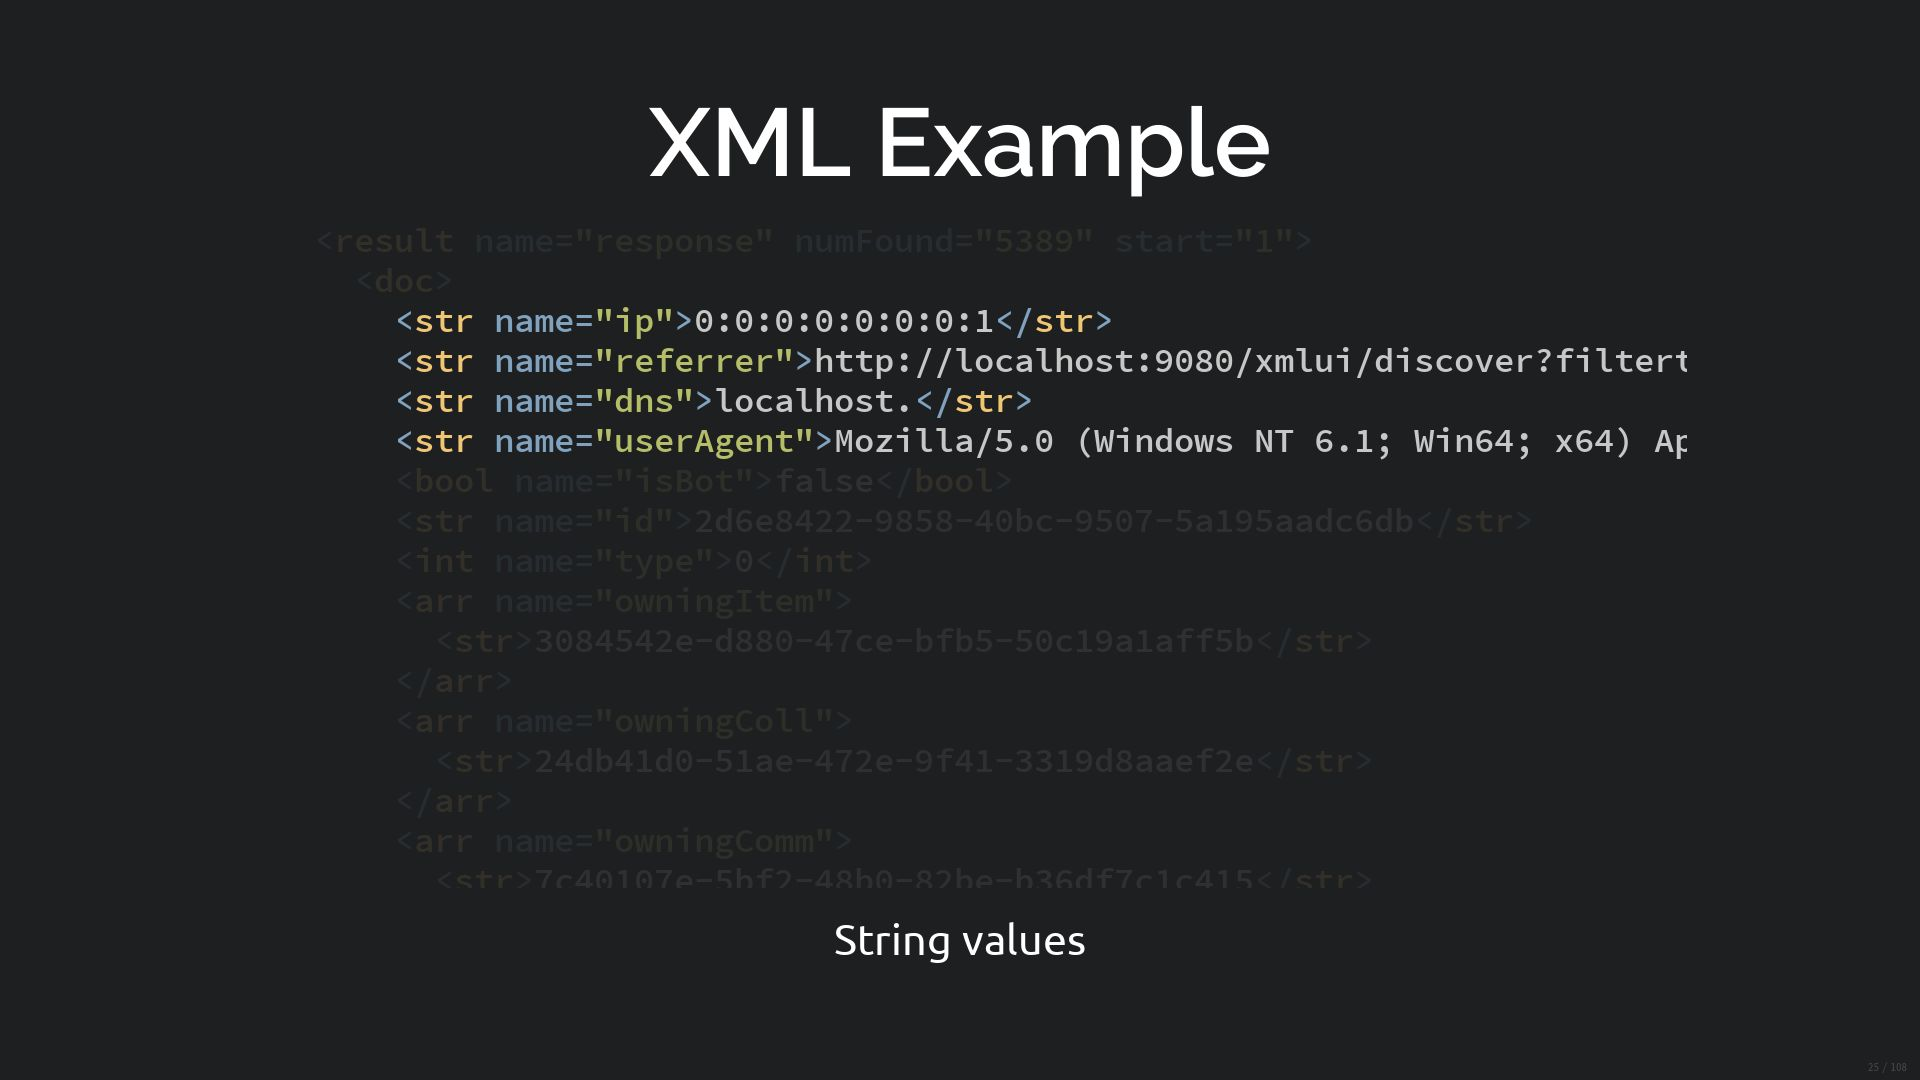 XML Example
<result name="response" numFound="5389" start="1">
<doc>
<str name="ip">0:0:0:0:0:0:0:1</str>
<str name="referrer">http://localhost:9080/xmlui/discover?filtert
<str name="dns">localhost.</str>
<str name="userAgent">Mozilla/5.0 (Windows NT 6.1; Win64; x64) Ap
<bool name="isBot">false</bool>
<str name="id">2d6e8422-9858-40bc-9507-5a195aadc6db</str>
<int name="type">0</int>
<arr name="owningItem">
<str>3084542e-d880-47ce-bfb5-50c19a1aff5b</str>
</arr>
<arr name="owningColl">
<str>24db41d0-51ae-472e-9f41-3319d8aaef2e</str>
</arr>
<arr name="owningComm">
<str>7c40107e-5bf2-48b0-82be-b36df7c1c415</str>
String values
25 / 108